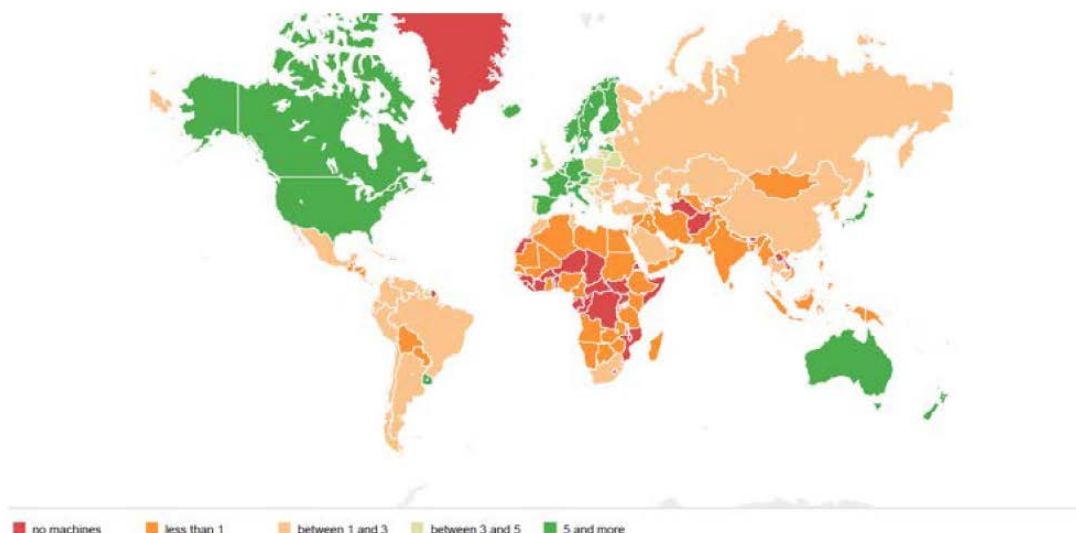 no machines less than 1 between 1 and 3 between 3 and 5 5 and more